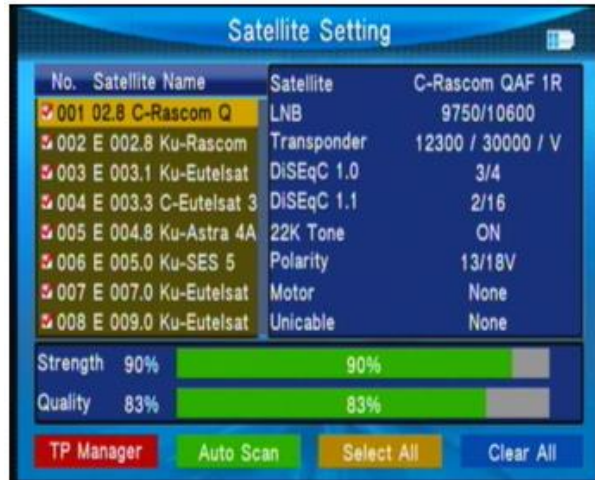 Satellite Setting
No. Satellite Name
001 02.8 C-Rascom Q
002 E 002.8 Ku-Rascom
003 E 003.1 Ku-Eutelsat
004 E 003.3 C-Eutelsat 3
005 E 004.8 Ku-Astra 4A
006 E 005.0 Ku-SES 5
007 E 007.0 Ku-Eutelsat
008 E 009.0 Ku-Eutelsat
Satellite C-Rascom QAF 1R
LNB 9750/10600
Transponder 12300 / 30000 / V
DiSEqC 1.0 3/4
DiSEqC 1.1 2/16
22K Tone ON
Polarity 13/18V
Motor None
Unicable None
Strength 90% 90%
Quality 83% 83%
TP Manager Auto Scan Select All Clear All